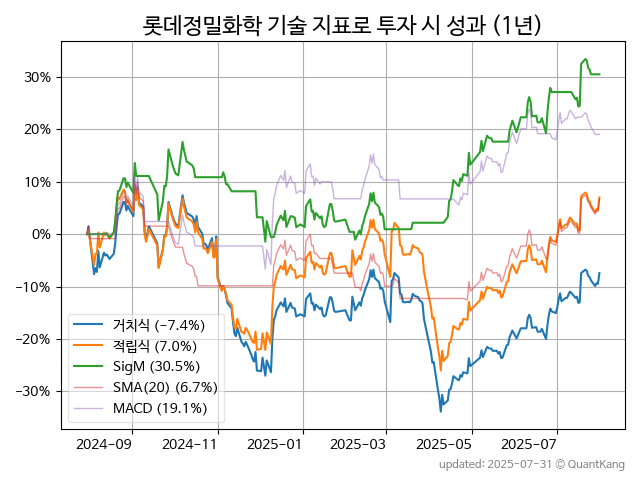 롯데정밀화학 기술 지표로 투자 시 성과 (1년)
30%
20%
10%
0%
−10%
−20%
−30%
거치식 (−7.4%)
적립식 (7.0%)
SigM (30.5%)
SMA(20) (6.7%)
MACD (19.1%)
2024−09
2024−11
2025−01
2025−03
2025−05
2025−07
updated: 2025-07-31 © QuantKang